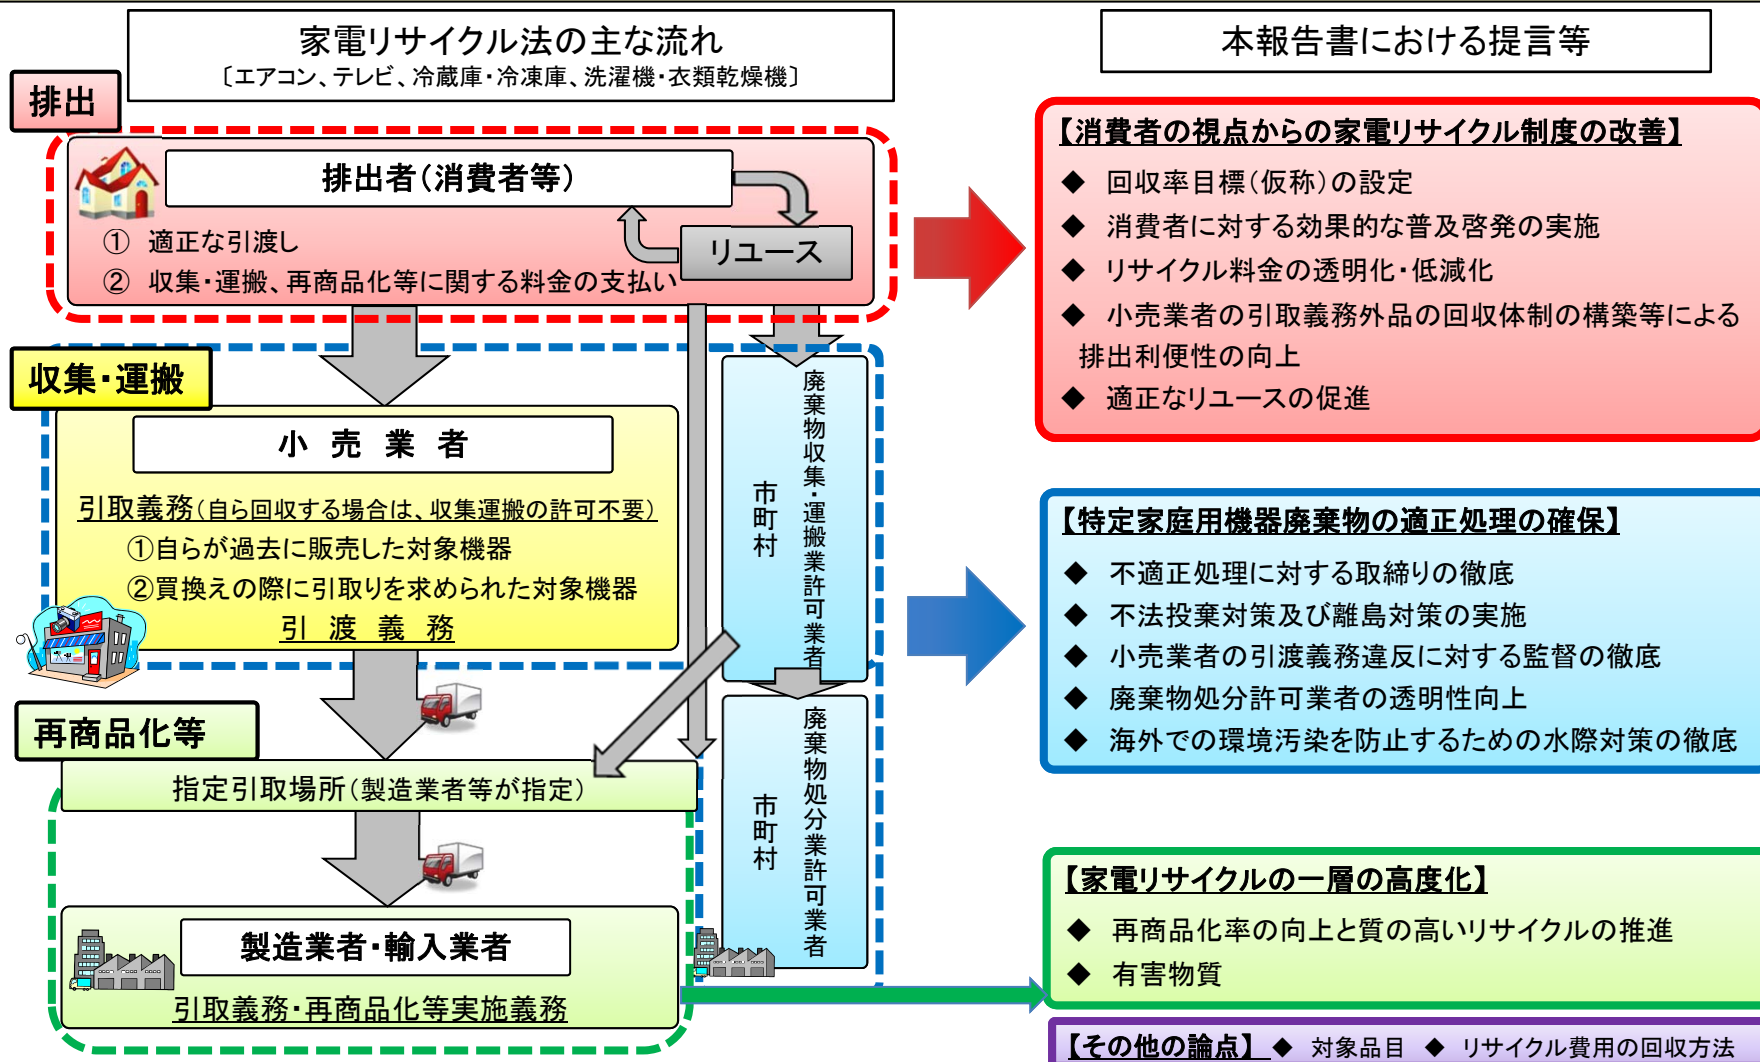 家電リサイクル法の主な流れ
〔エアコン、テレビ、冷蔵庫・冷凍庫、洗濯機・衣類乾燥機〕
排出
排出者(消費者等)
① 適正な引渡し
② 収集・運搬、再商品化等に関する料金の支払い
リユース
収集・運搬
小売業者
引取義務(自ら回収する場合は、収集運搬の許可不要)
①自らが過去に販売した対象機器
②買換えの際に引取りを求められた対象機器
引渡義務
廃棄物収集・運搬業許可業者
市町村
再商品化等
指定引取場所(製造業者等が指定)
廃棄物処分業許可業者
市町村
製造業者・輸入業者
引取義務・再商品化等実施義務
本報告書における提言等
【消費者の視点からの家電リサイクル制度の改善】
◆ 回収率目標(仮称)の設定
◆ 消費者に対する効果的な普及啓発の実施
◆ リサイクル料金の透明化・低減化
◆ 小売業者の引取義務外品の回収体制の構築等による
排出利便性の向上
◆ 適正なリユースの促進
【特定家庭用機器廃棄物の適正処理の確保】
◆ 不適正処理に対する取締りの徹底
◆ 不法投棄対策及び離島対策の実施
◆ 小売業者の引渡義務違反に対する監督の徹底
◆ 廃棄物処分許可業者の透明性向上
◆ 海外での環境汚染を防止するための水際対策の徹底
【家電リサイクルの一層の高度化】
◆ 再商品化率の向上と質の高いリサイクルの推進
◆ 有害物質
【その他の論点】 ◆ 対象品目 ◆ リサイクル費用の回収方法